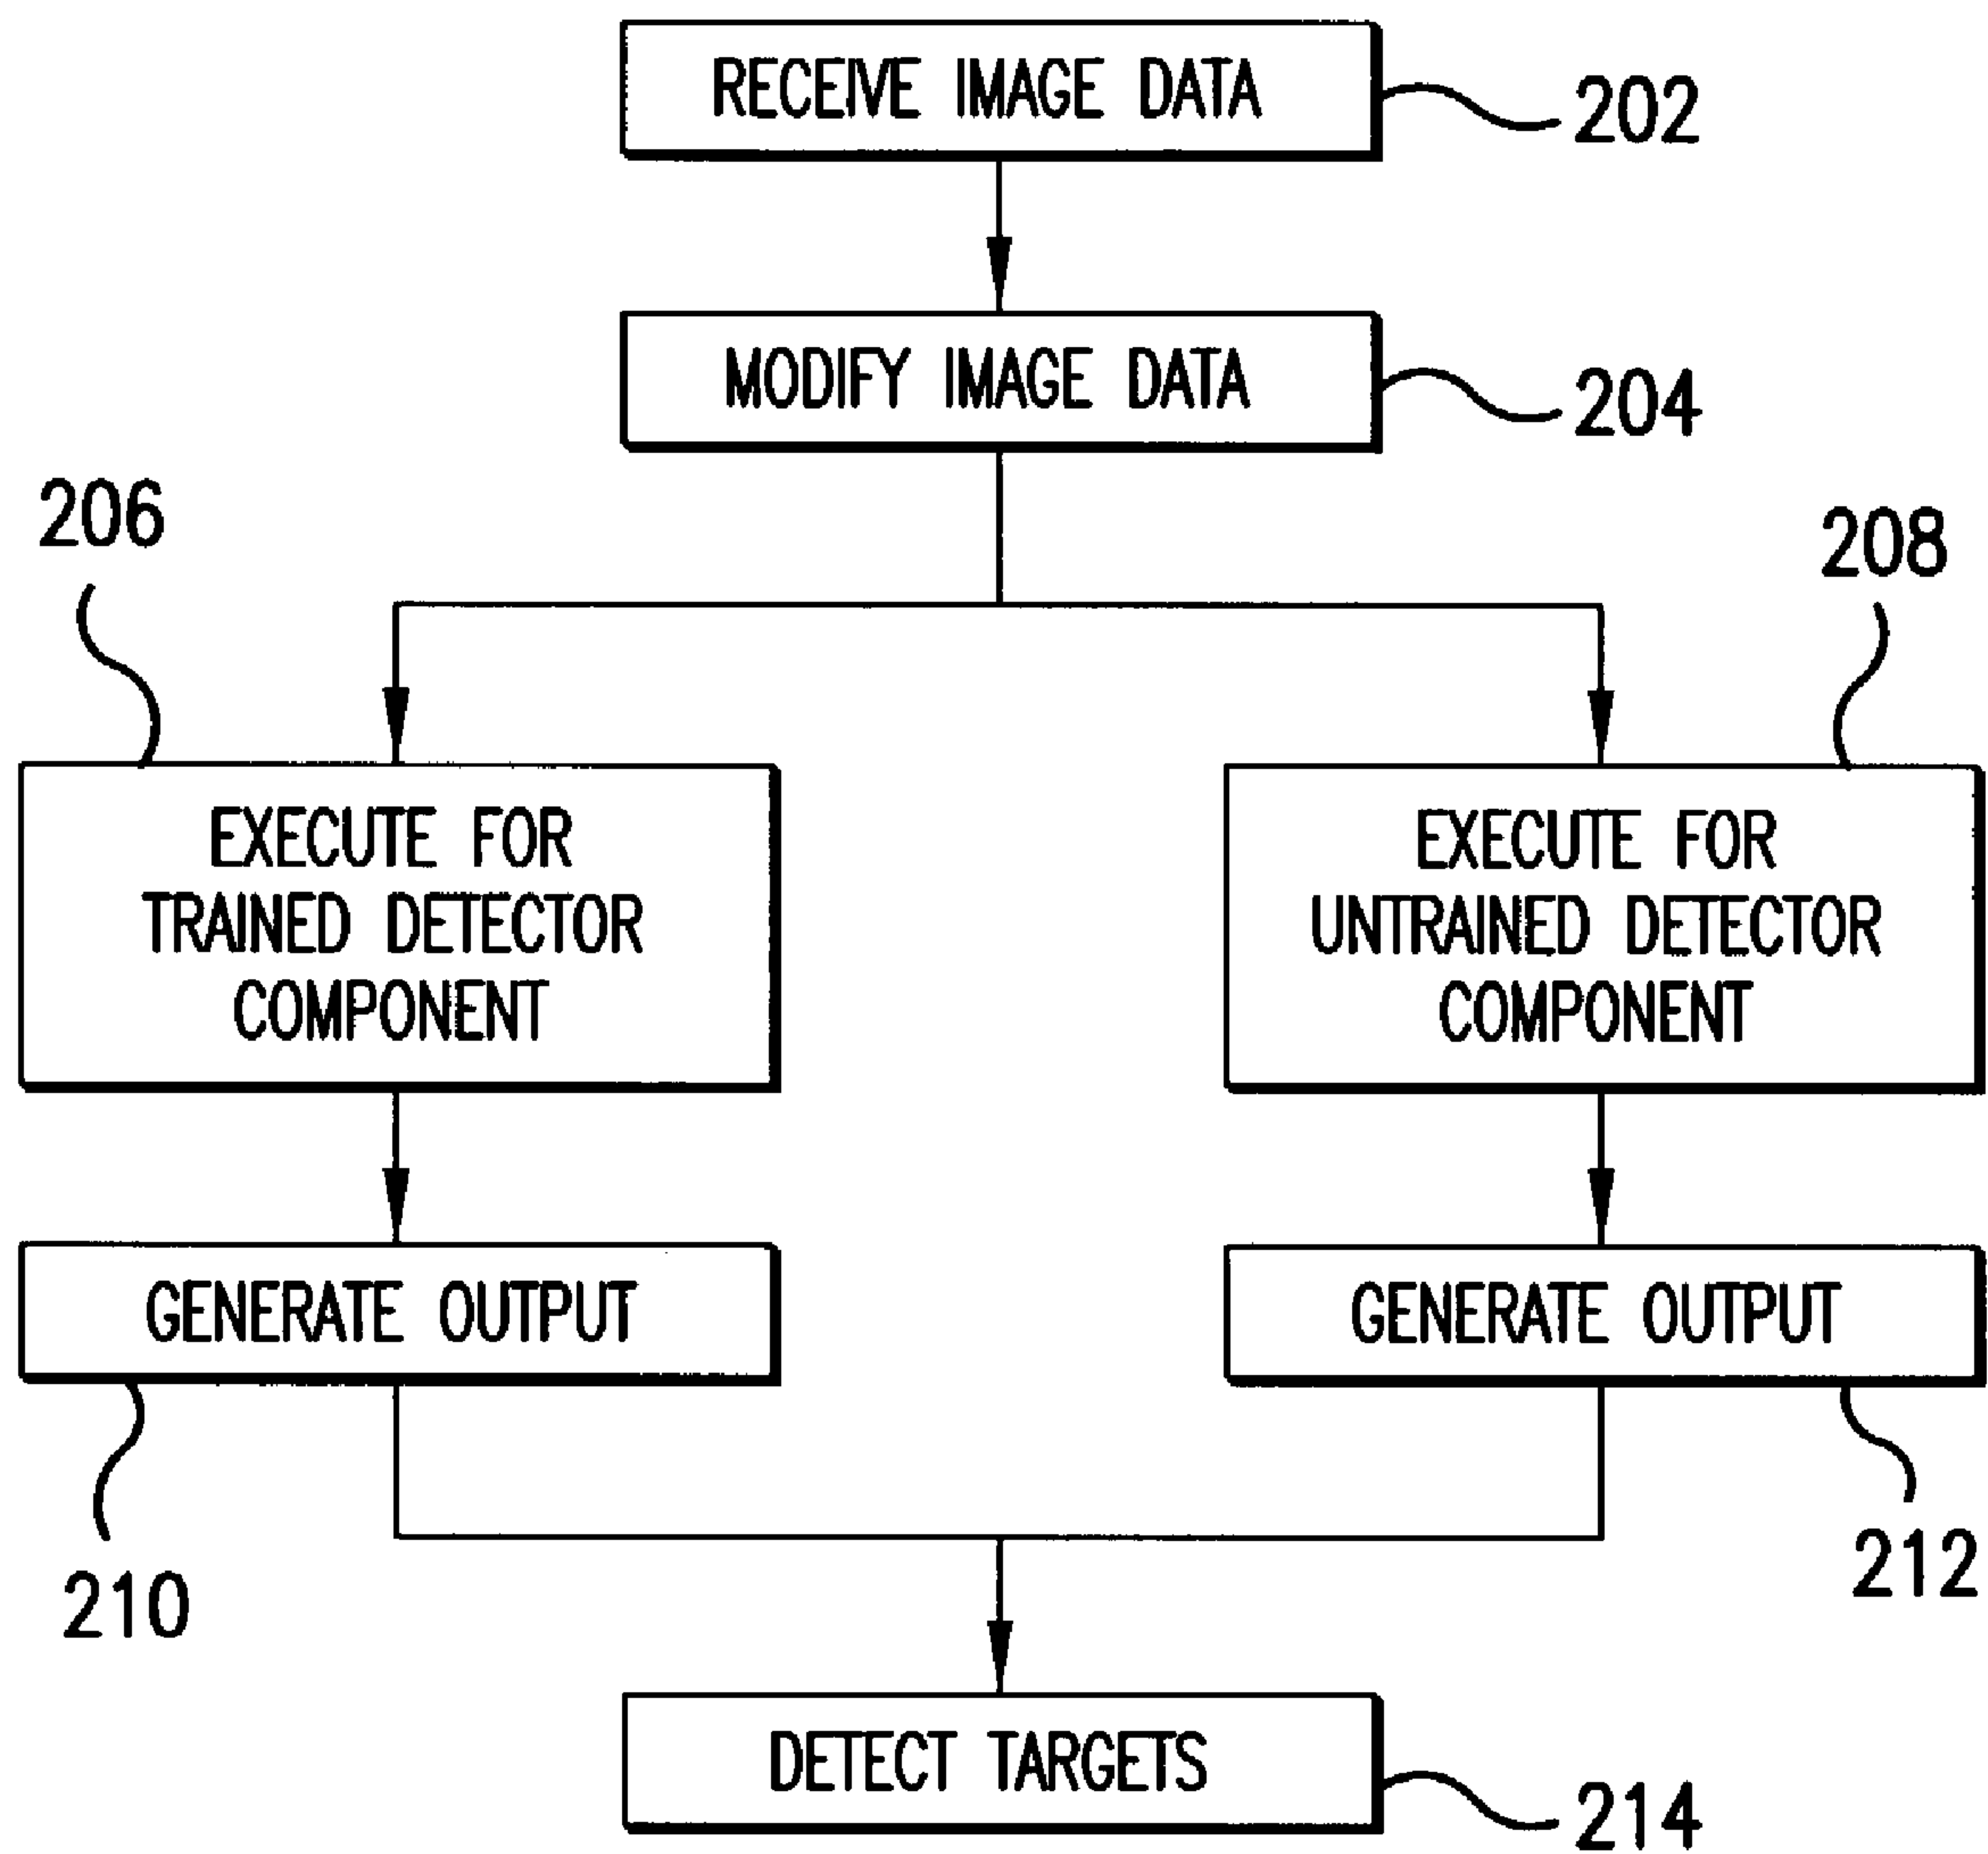 RECEIVE IMAGE DATA
202
MODIFY IMAGE DATA
204
206
208
EXECUTE FOR
TRAINED DETECTOR
COMPONENT
EXECUTE FOR
UNTRAINED DETECTOR
COMPONENT
GENERATE OUTPUT
GENERATE OUTPUT
210
212
DETECT TARGETS
214